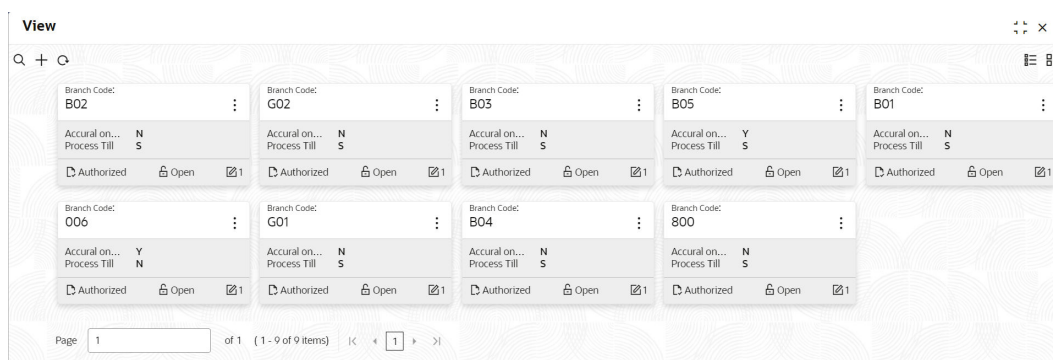 View
Branch Code:
B02
Accural on... N
Process Till S
Authorized Open 1
Branch Code:
G02
Accural on... N
Process Till S
Authorized Open 1
Branch Code:
B03
Accural on... N
Process Till S
Authorized Open 1
Branch Code:
B05
Accural on... Y
Process Till S
Authorized Open 1
Branch Code:
B01
Accural on... N
Process Till S
Authorized Open 1
Branch Code:
006
Accural on... Y
Process Till N
Authorized Open 1
Branch Code:
G01
Accural on... N
Process Till S
Authorized Open 1
Branch Code:
B04
Accural on... N
Process Till S
Authorized Open 1
Branch Code:
800
Accural on... N
Process Till S
Authorized Open 1
Page 1 of 1 ( 1 - 9 of 9 items) 1